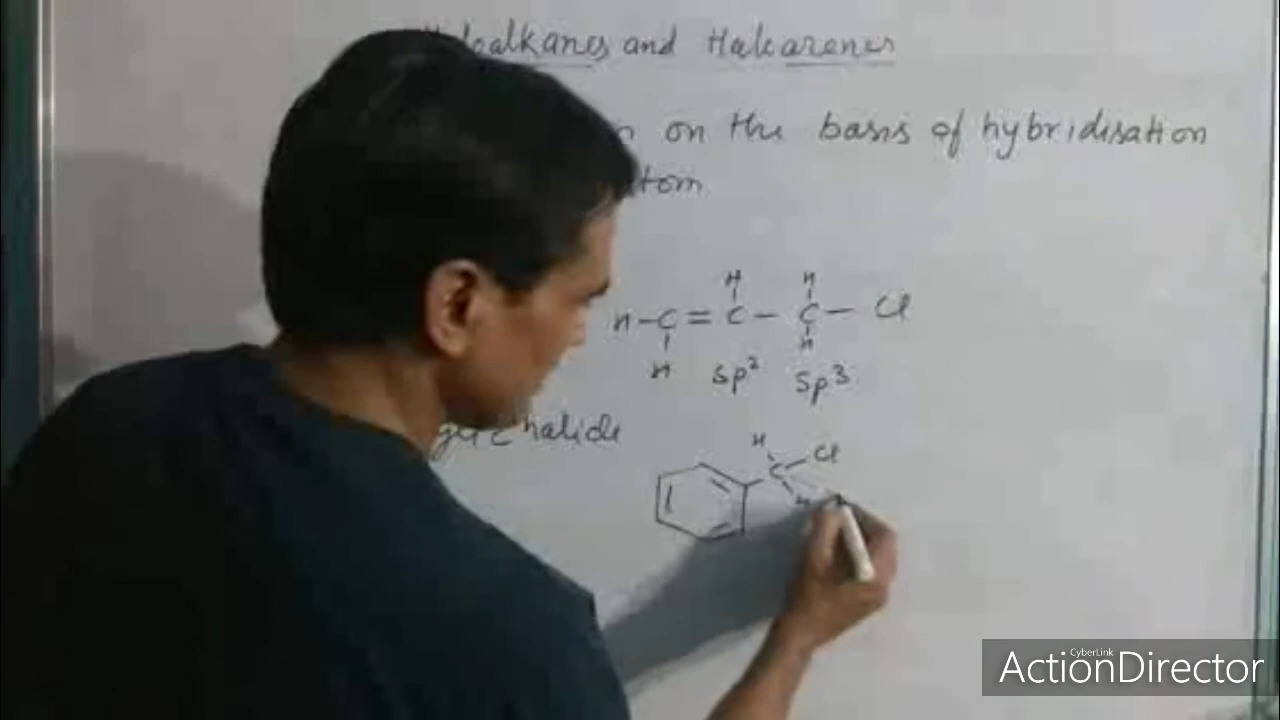 Haloalkanes and Haloarenes
on the basis of hybridisation
atom
H H
H-C=C-C-Cl
H sp² H
sp³
halide
H
C Cl
H
CyberLink
ActionDirector